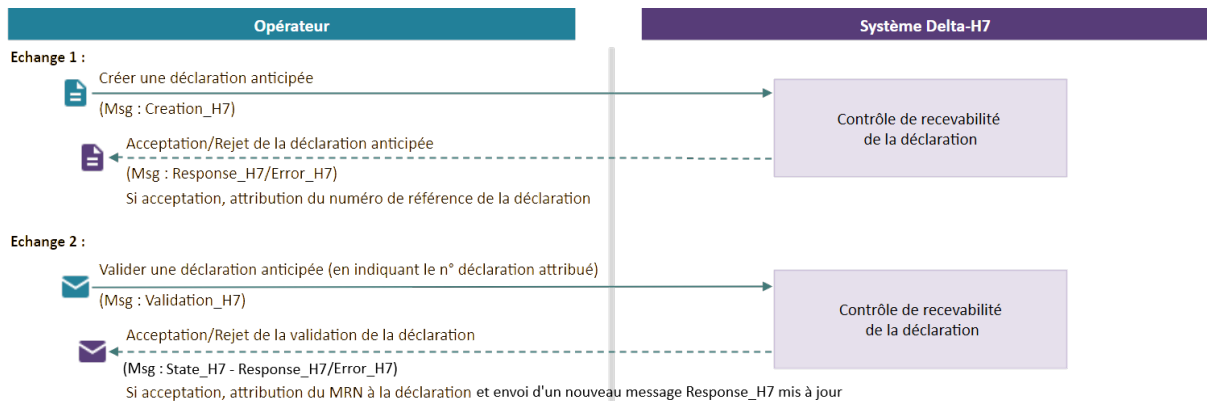 Opérateur
Système Delta-H7
Echange 1 :
Créer une déclaration anticipée
(Msg : Creation_H7)
Contrôle de recevabilité
de la déclaration
Acceptation/Rejet de la déclaration anticipée
(Msg : Response_H7/Error_H7)
Si acceptation, attribution du numéro de référence de la déclaration
Echange 2 :
Valider une déclaration anticipée (en indiquant le n° déclaration attribué)
(Msg : Validation_H7)
Contrôle de recevabilité
de la déclaration
Acceptation/Rejet de la validation de la déclaration
(Msg : State_H7 - Response_H7/Error_H7)
Si acceptation, attribution du MRN à la déclaration et envoi d'un nouveau message Response_H7 mis à jour